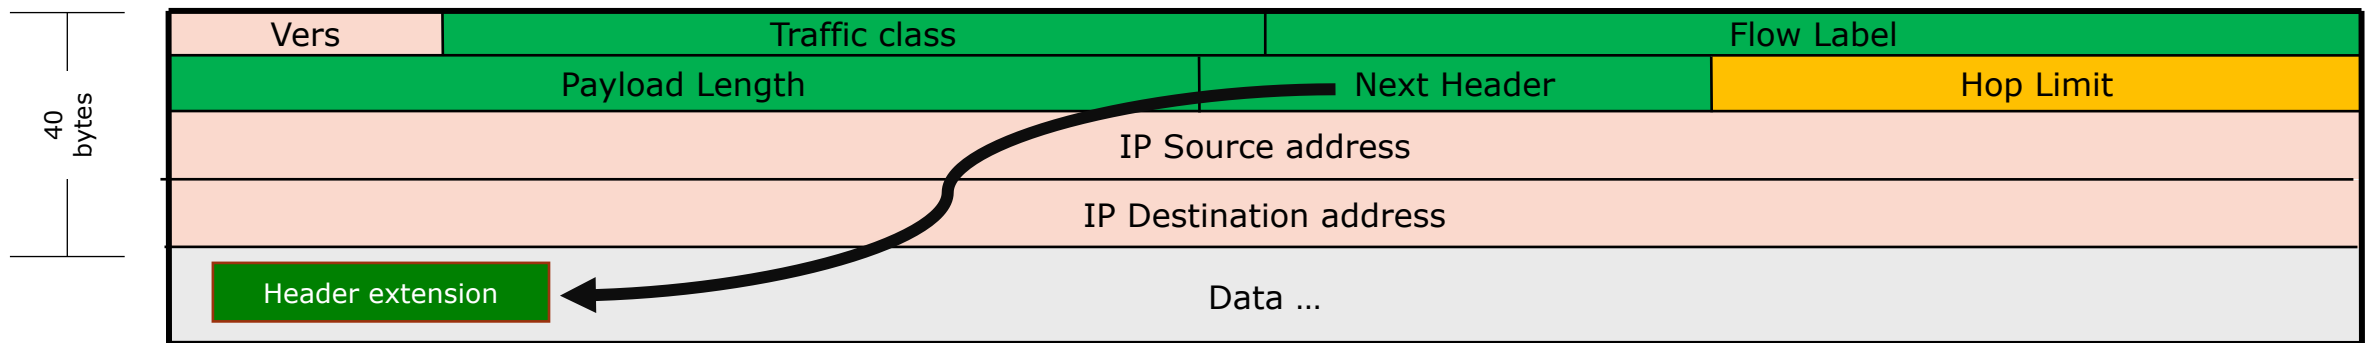 Vers Traffic class Flow Label
Payload Length Next Header Hop Limit
40
bytes
IP Source address
IP Destination address
Header extension Data ...